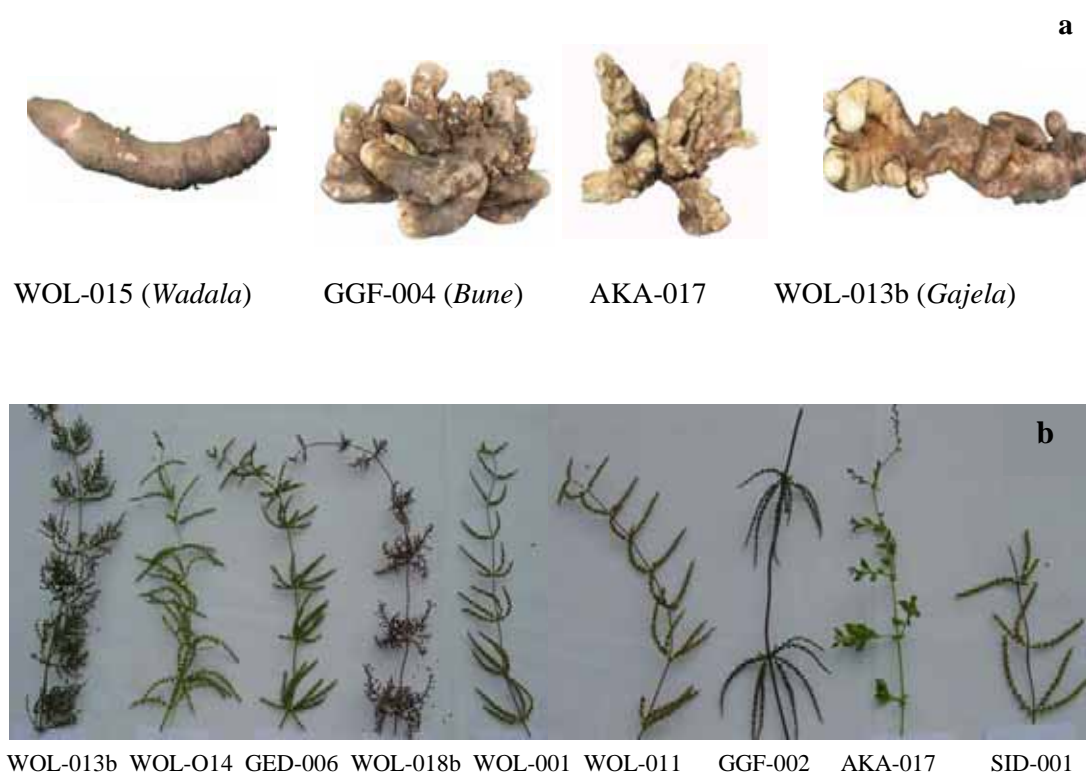 a
WOL-015 (Wadala) GGF-004 (Bune) AKA-017 WOL-013b (Gajela)
b
WOL-013b WOL-O14 GED-006 WOL-018b WOL-001 WOL-011 GGF-002 AKA-017 SID-001